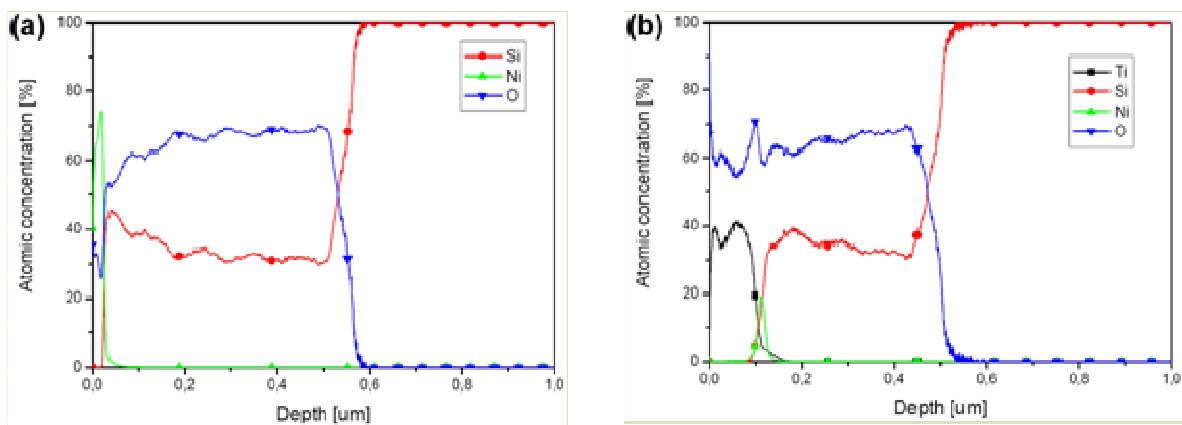 (a)
Atomic concentration [%]
100
80
60
40
20
0
Si
Ni
O
0,0 0,2 0,4 0,6 0,8 1,0
Depth [um]
(b)
Atomic concentration [%]
100
80
60
40
20
0
Ti
Si
Ni
O
0,0 0,2 0,4 0,6 0,8 1,0
Depth [um]